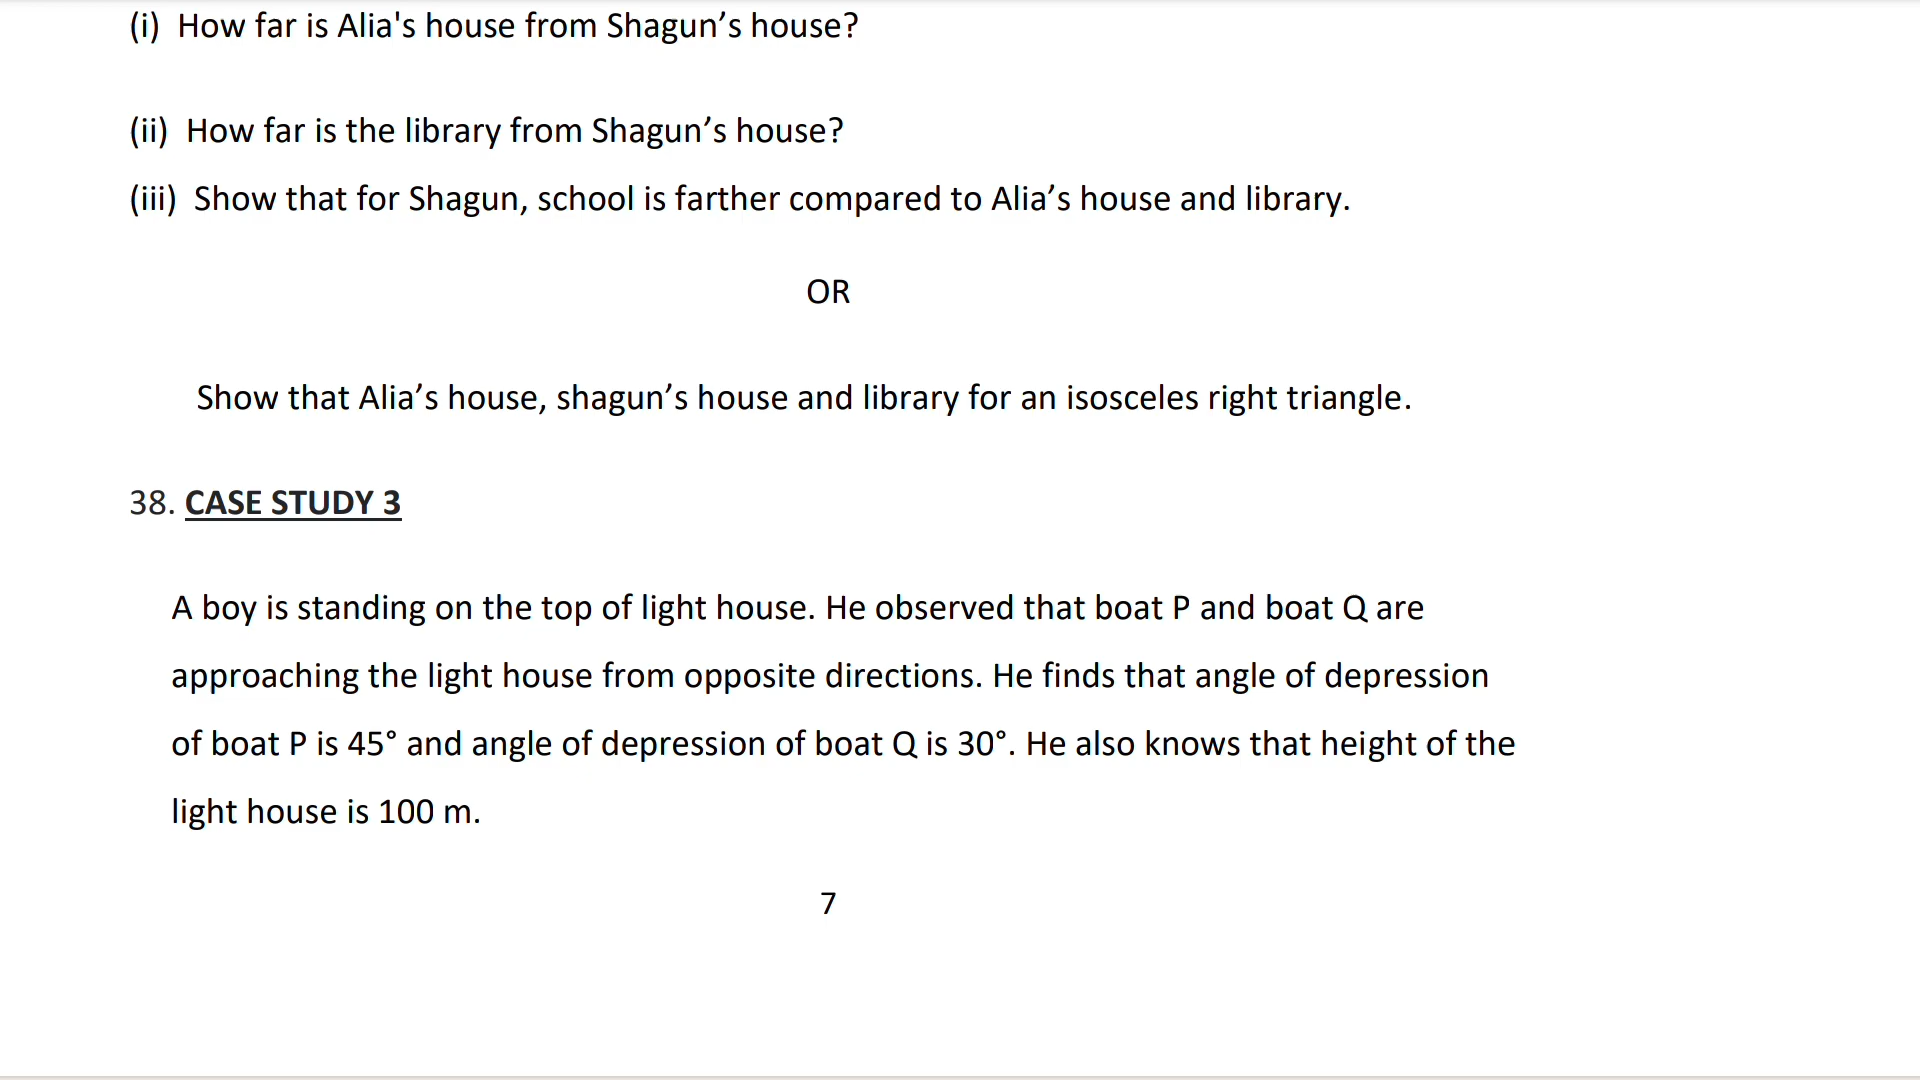 (i) How far is Alia's house from Shagun’s house?
(ii) How far is the library from Shagun’s house?
(iii) Show that for Shagun, school is farther compared to Alia’s house and library.
OR
Show that Alia’s house, shagun’s house and library for an isosceles right triangle.
38. CASE STUDY 3
A boy is standing on the top of light house. He observed that boat P and boat Q are
approaching the light house from opposite directions. He finds that angle of depression
of boat P is 45° and angle of depression of boat Q is 30°. He also knows that height of the
light house is 100 m.
7